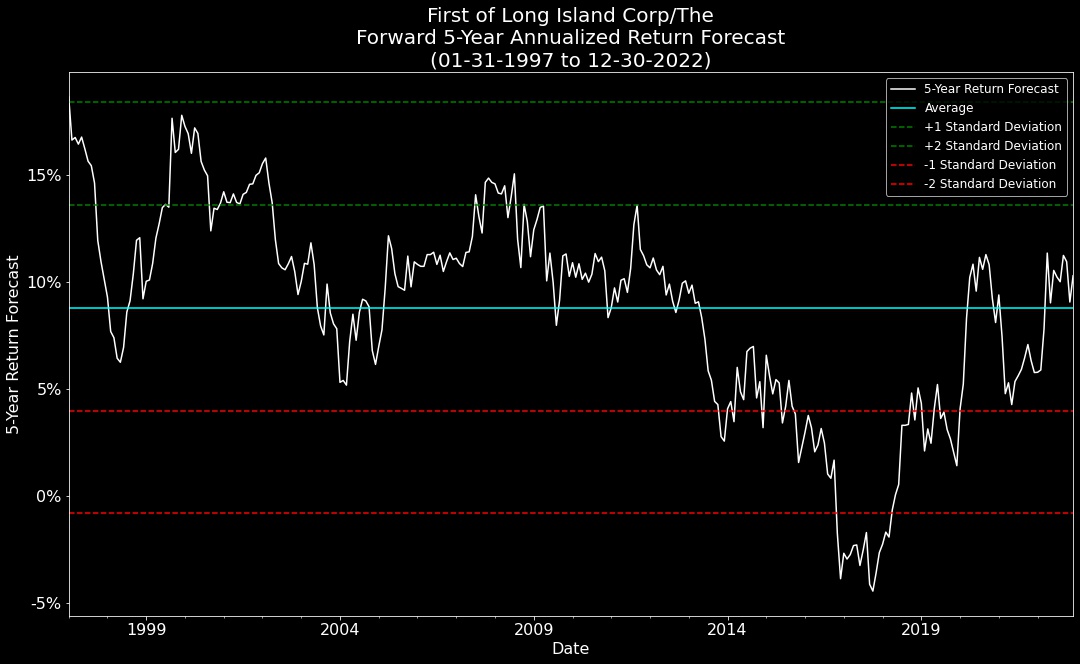 First of Long Island Corp/The
Forward 5-Year Annualized Return Forecast
(01-31-1997 to 12-30-2022)
5-Year Return Forecast
Average
+1 Standard Deviation
+2 Standard Deviation
-1 Standard Deviation
-2 Standard Deviation
5-Year Return Forecast
15%
10%
5%
0%
-5%
1999
2004
2009
2014
2019
Date